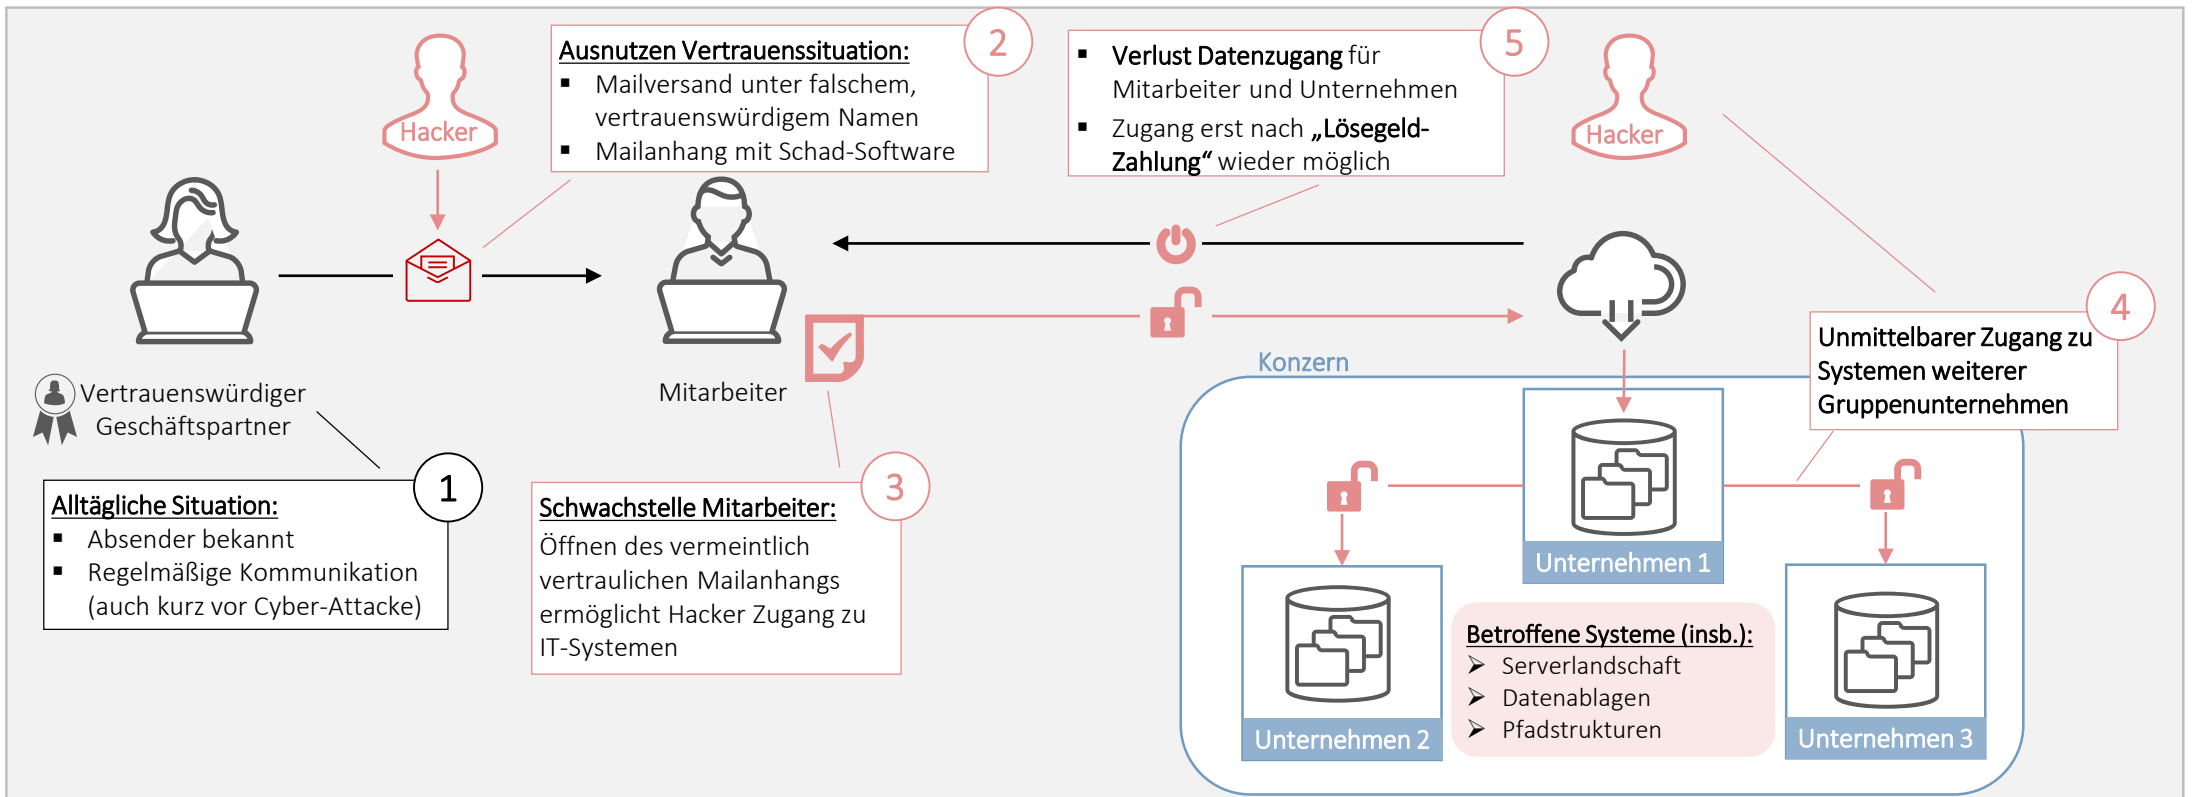 Hacker
Ausnutzen Vertrauenssituation:
2
▪ Mailversand unter falschem,
vertrauenswürdigem Namen
▪ Mailanhang mit Schad-Software
5
▪ Verlust Datenzugang für
Mitarbeiter und Unternehmen
▪ Zugang erst nach „Lösegeld-
Zahlung“ wieder möglich
Hacker
Vertrauenswürdiger
Geschäftspartner
Mitarbeiter
1
Alltägliche Situation:
▪ Absender bekannt
▪ Regelmäßige Kommunikation
(auch kurz vor Cyber-Attacke)
3
Schwachstelle Mitarbeiter:
Öffnen des vermeintlich
vertraulichen Mailanhangs
ermöglicht Hacker Zugang zu
IT-Systemen
4
Unmittelbarer Zugang zu
Systemen weiterer
Gruppenunternehmen
Konzern
Unternehmen 1
Unternehmen 2
Betroffene Systeme (insb.):
➢ Serverlandschaft
➢ Datenablagen
➢ Pfadstrukturen
Unternehmen 3